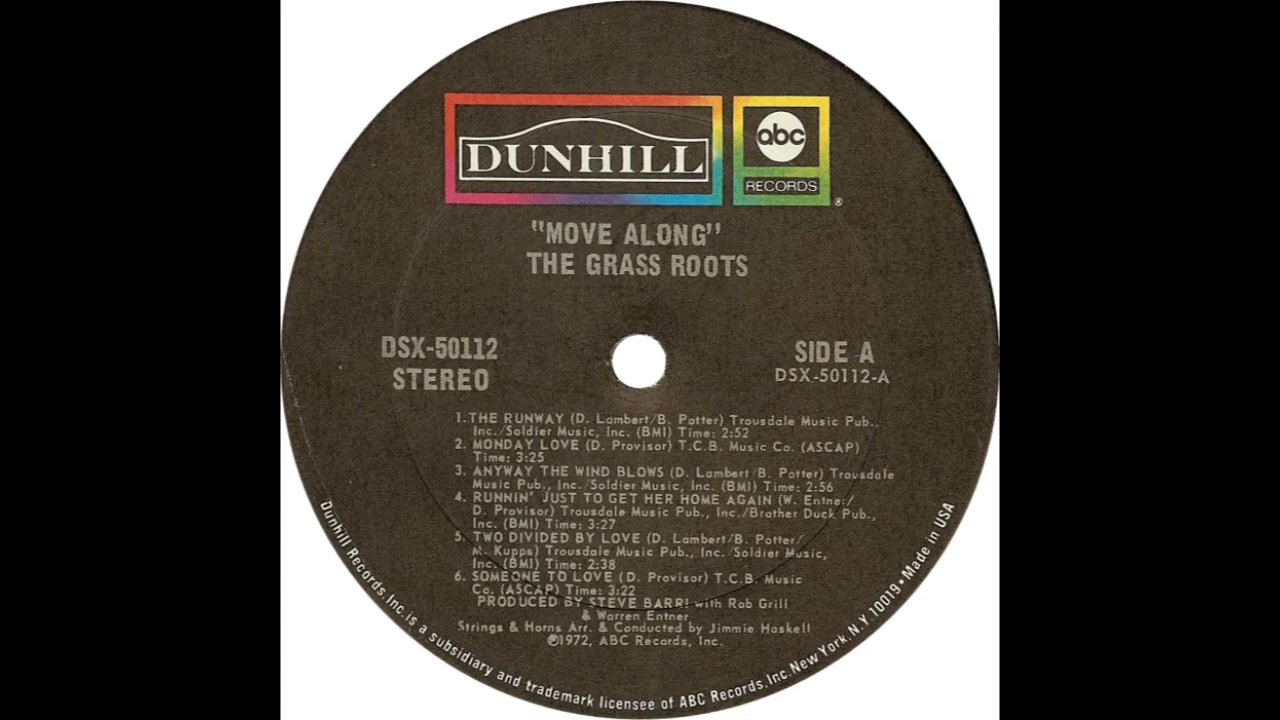 DUNHILL
abc
RECORDS
®
"MOVE ALONG"
THE GRASS ROOTS
DSX-50112
STEREO
SIDE A
DSX-50112-A
1. THE RUNWAY (D. Lambert/B. Potter) Trousdale Music Pub.,
Inc./Soldier Music, Inc. (BMI) Time: 2:52
2. MONDAY LOVE (D. Provisor) T.C.B. Music Co. (ASCAP)
Time: 3:25
3. ANYWAY THE WIND BLOWS (D. Lambert/B. Potter) Trousdale
Music Pub., Inc./Soldier Music, Inc. (BMI) Time: 2:56
4. RUNNIN' JUST TO GET HER HOME AGAIN (W. Entner/
D. Provisor) Trousdale Music Pub., Inc./Brother Duck Pub.,
Inc. (BMI) Time: 3:27
5. TWO DIVIDED BY LOVE (D. Lambert/B. Potter/
M. Kupps) Trousdale Music Pub., Inc./Soldier Music,
Inc. (BMI) Time: 2:38
6. SOMEONE TO LOVE (D. Provisor) T.C.B. Music
Co. (ASCAP) Time: 3:22
PRODUCED BY STEVE BARRI with Rob Grill
& Warren Entner
Strings & Horns Arr. & Conducted by Jimmie Haskell
℗1972, ABC Records, Inc.
Dunhill Records, Inc. is a subsidiary and trademark licensee of ABC Records, Inc. New York, N.Y. 10019 • Made in USA